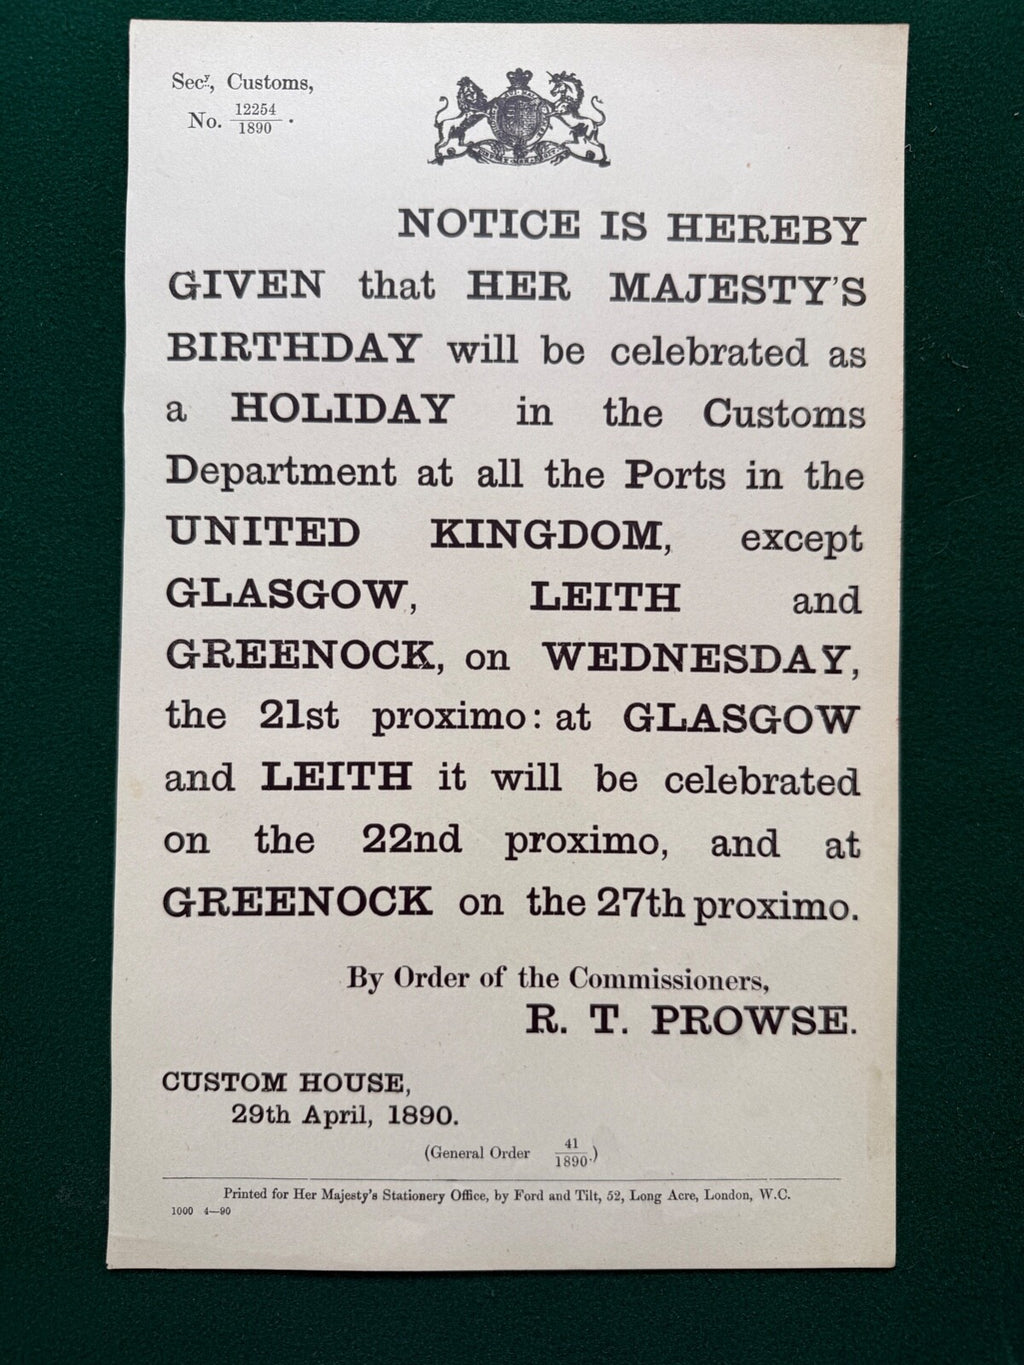 Secʸ., Customs,
No. 12254/1890.
NOTICE IS HEREBY
GIVEN that HER MAJESTY'S
BIRTHDAY will be celebrated as
a HOLIDAY in the Customs
Department at all the Ports in the
UNITED KINGDOM, except
GLASGOW, LEITH and
GREENOCK, on WEDNESDAY,
the 21st proximo: at GLASGOW
and LEITH it will be celebrated
on the 22nd proximo, and at
GREENOCK on the 27th proximo.
By Order of the Commissioners,
R. T. PROWSE.
CUSTOM HOUSE,
29th April, 1890.
(General Order 41/1890.)
Printed for Her Majesty's Stationery Office, by Ford and Tilt, 52, Long Acre, London, W.C.
1000 4—90